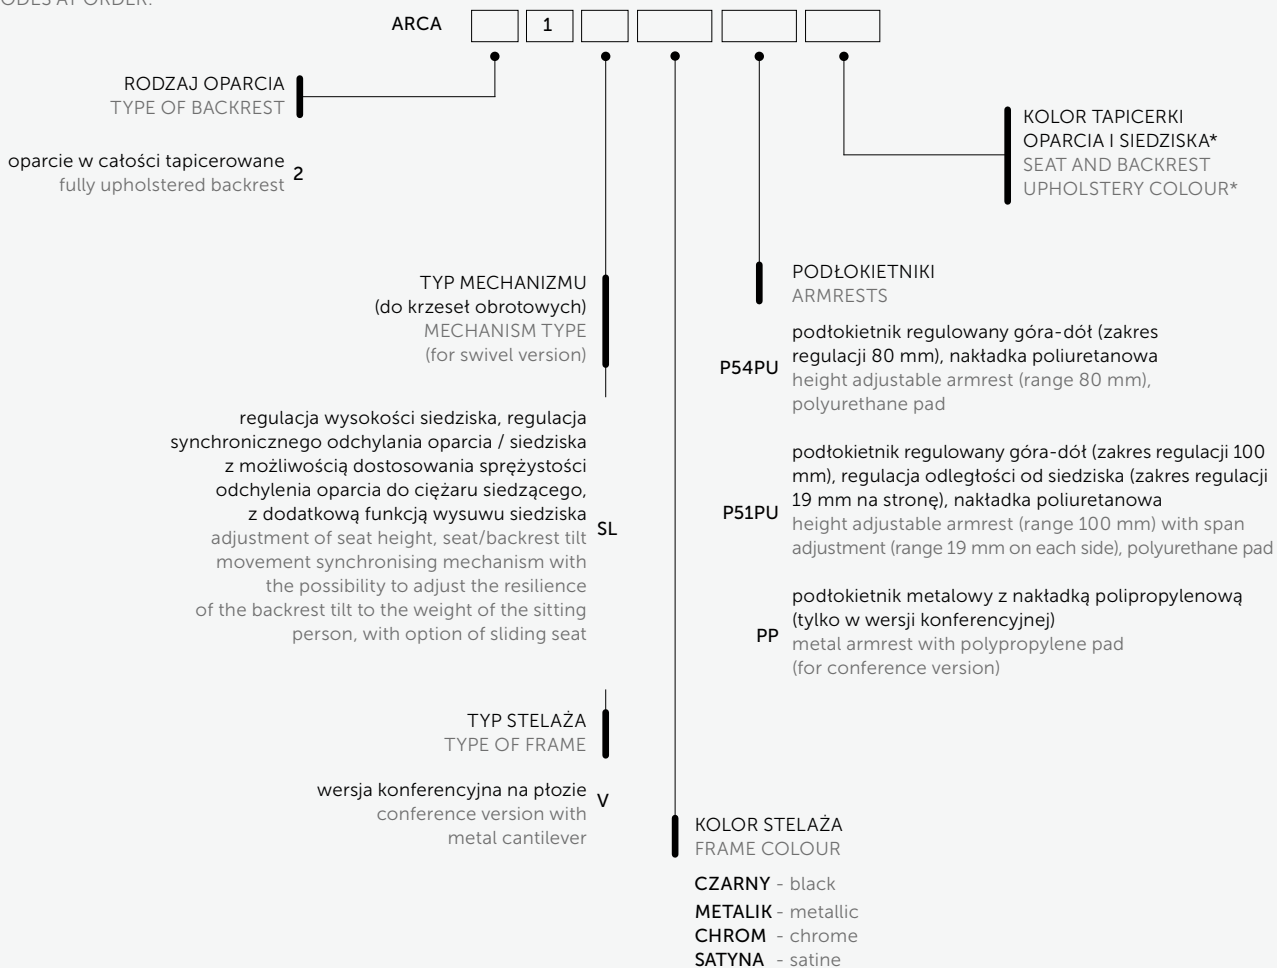 ODES AT ORDER:
ARCA 1
RODZAJ OPARCIA
TYPE OF BACKREST
oparcie w całości tapicerowane
fully upholstered backrest
2
KOLOR TAPICERKI
OPARCIA I SIEDZISKA*
SEAT AND BACKREST
UPHOLSTERY COLOUR*
TYP MECHANIZMU
(do krzeseł obrotowych)
MECHANISM TYPE
(for swivel version)
regulacja wysokości siedziska, regulacja
synchronicznego odchylania oparcia / siedziska
z możliwością dostosowania sprężystości
odchylenia oparcia do ciężaru siedzącego,
z dodatkową funkcją wysuwu siedziska
SL
adjustment of seat height, seat/backrest tilt
movement synchronising mechanism with
the possibility to adjust the resilience
of the backrest tilt to the weight of the sitting
person, with option of sliding seat
TYP STELAŻA
TYPE OF FRAME
wersja konferencyjna na płozie
V
conference version with
metal cantilever
PODŁOKIETNIKI
ARMRESTS
podłokietnik regulowany góra-dół (zakres
regulacji 80 mm), nakładka poliuretanowa
P54PU
height adjustable armrest (range 80 mm),
polyurethane pad
podłokietnik regulowany góra-dół (zakres regulacji 100
mm), regulacja odległości od siedziska (zakres regulacji
19 mm na stronę), nakładka poliuretanowa
P51PU
height adjustable armrest (range 100 mm) with span
adjustment (range 19 mm on each side), polyurethane pad
podłokietnik metalowy z nakładką polipropylenową
(tylko w wersji konferencyjnej)
PP
metal armrest with polypropylene pad
(for conference version)
KOLOR STELAŻA
FRAME COLOUR
CZARNY - black
METALIK - metallic
CHROM - chrome
SATYNA - satine